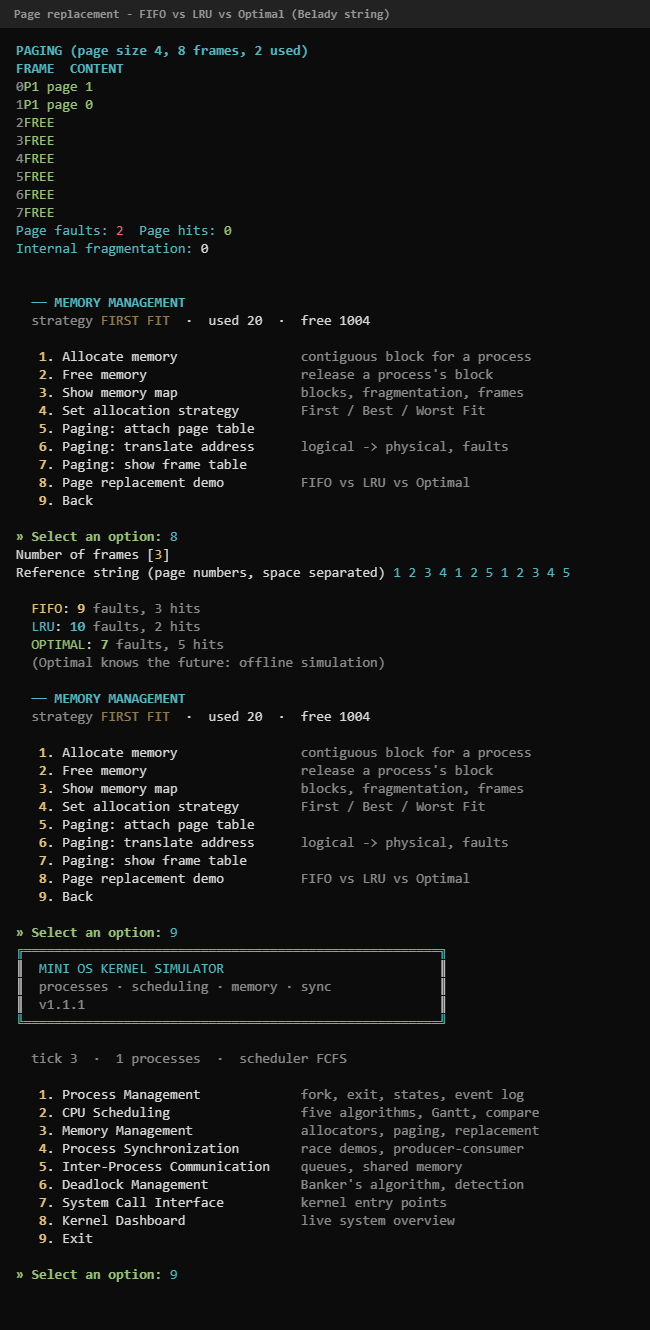 Page replacement - FIFO vs LRU vs Optimal (Belady string)
PAGING (page size 4, 8 frames, 2 used)
FRAME  CONTENT
0P1 page 1
1P1 page 0
2FREE
3FREE
4FREE
5FREE
6FREE
7FREE
Page faults: 2  Page hits: 0
Internal fragmentation: 0
── MEMORY MANAGEMENT
strategy FIRST FIT  ·  used 20  ·  free 1004
1. Allocate memory                contiguous block for a process
2. Free memory                    release a process's block
3. Show memory map                blocks, fragmentation, frames
4. Set allocation strategy        First / Best / Worst Fit
5. Paging: attach page table
6. Paging: translate address      logical -> physical, faults
7. Paging: show frame table
8. Page replacement demo          FIFO vs LRU vs Optimal
9. Back
» Select an option: 8
Number of frames [3]
Reference string (page numbers, space separated) 1 2 3 4 1 2 5 1 2 3 4 5
FIFO: 9 faults, 3 hits
LRU: 10 faults, 2 hits
OPTIMAL: 7 faults, 5 hits
(Optimal knows the future: offline simulation)
── MEMORY MANAGEMENT
strategy FIRST FIT  ·  used 20  ·  free 1004
1. Allocate memory                contiguous block for a process
2. Free memory                    release a process's block
3. Show memory map                blocks, fragmentation, frames
4. Set allocation strategy        First / Best / Worst Fit
5. Paging: attach page table
6. Paging: translate address      logical -> physical, faults
7. Paging: show frame table
8. Page replacement demo          FIFO vs LRU vs Optimal
9. Back
» Select an option: 9
MINI OS KERNEL SIMULATOR
processes · scheduling · memory · sync
v1.1.1
tick 3  ·  1 processes  ·  scheduler FCFS
1. Process Management             fork, exit, states, event log
2. CPU Scheduling                 five algorithms, Gantt, compare
3. Memory Management              allocators, paging, replacement
4. Process Synchronization        race demos, producer-consumer
5. Inter-Process Communication    queues, shared memory
6. Deadlock Management            Banker's algorithm, detection
7. System Call Interface          kernel entry points
8. Kernel Dashboard               live system overview
9. Exit
» Select an option: 9